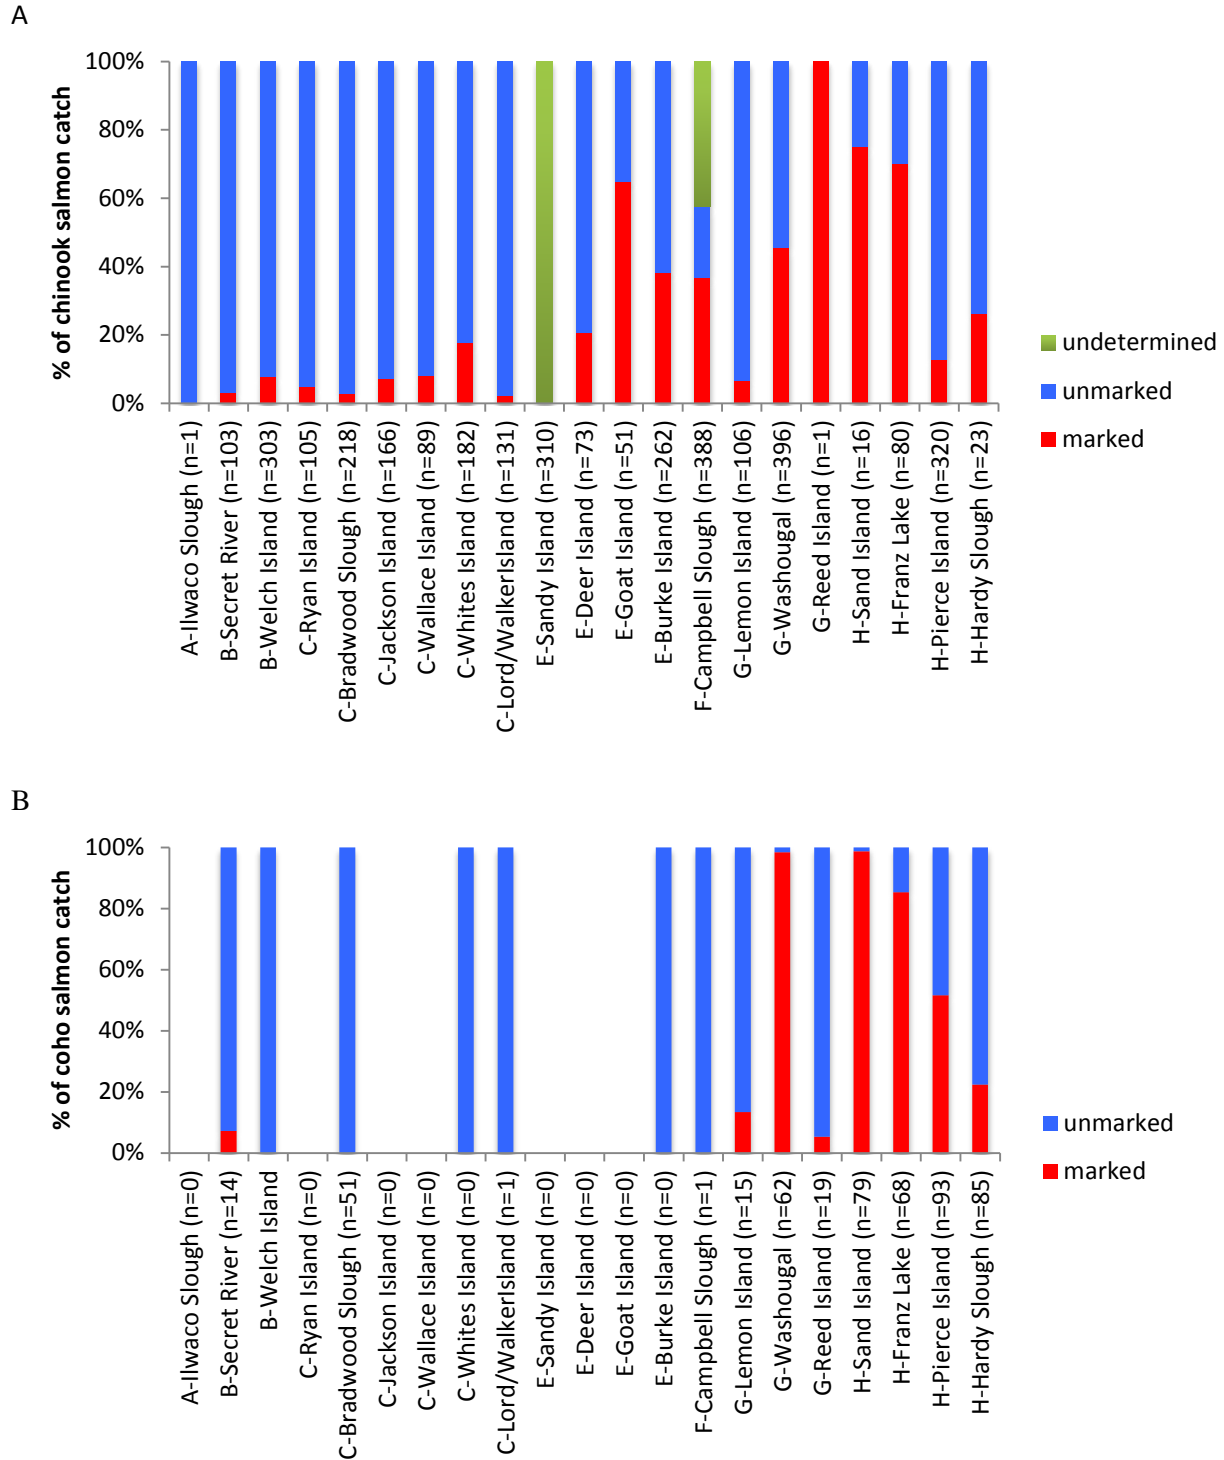 A
% of chinook salmon catch
100%
80%
60%
40%
20%
0%
A-Ilwaco Slough (n=1)
B-Secret River (n=103)
B-Welch Island (n=303)
C-Ryan Island (n=105)
C-Bradwood Slough (n=218)
C-Jackson Island (n=166)
C-Wallace Island (n=89)
C-Whites Island (n=182)
C-Lord/WalkerIsland (n=131)
E-Sandy Island (n=310)
E-Deer Island (n=73)
E-Goat Island (n=51)
E-Burke Island (n=262)
F-Campbell Slough (n=388)
G-Lemon Island (n=106)
G-Washougal (n=396)
G-Reed Island (n=1)
H-Sand Island (n=16)
H-Franz Lake (n=80)
H-Pierce Island (n=320)
H-Hardy Slough (n=23)
undetermined
unmarked
marked
B
% of coho salmon catch
100%
80%
60%
40%
20%
0%
A-Ilwaco Slough (n=0)
B-Secret River (n=14)
B-Welch Island
C-Ryan Island (n=0)
C-Bradwood Slough (n=51)
C-Jackson Island (n=0)
C-Wallace Island (n=0)
C-Whites Island (n=0)
C-Lord/WalkerIsland (n=1)
E-Sandy Island (n=0)
E-Deer Island (n=0)
E-Goat Island (n=0)
E-Burke Island (n=0)
F-Campbell Slough (n=1)
G-Lemon Island (n=15)
G-Washougal (n=62)
G-Reed Island (n=19)
H-Sand Island (n=79)
H-Franz Lake (n=68)
H-Pierce Island (n=93)
H-Hardy Slough (n=85)
unmarked
marked